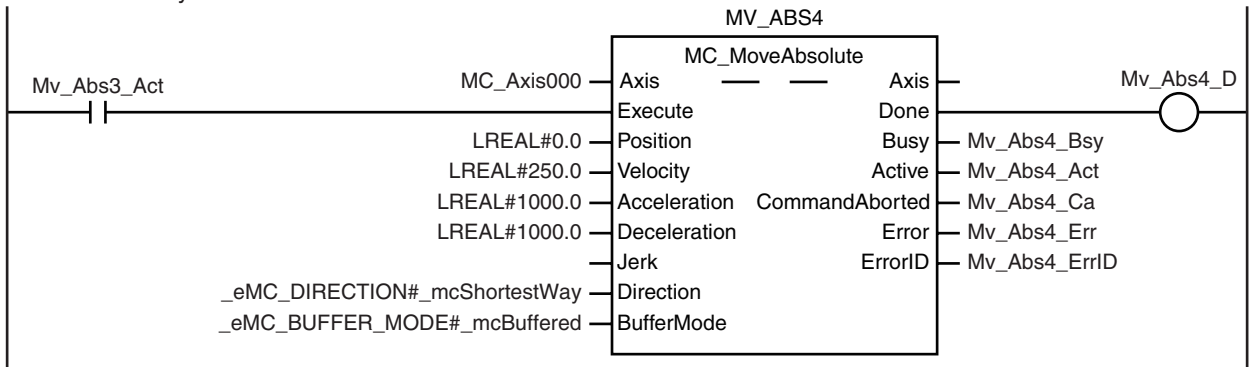 MV_ABS4
MC_MoveAbsolute
Mv_Abs3_Act
MC_Axis000 Axis Axis Mv_Abs4_D
Execute Done
LREAL#0.0 Position Busy Mv_Abs4_Bsy
LREAL#250.0 Velocity Active Mv_Abs4_Act
LREAL#1000.0 Acceleration CommandAborted Mv_Abs4_Ca
LREAL#1000.0 Deceleration Error Mv_Abs4_Err
Jerk ErrorID Mv_Abs4_ErrID
_eMC_DIRECTION#_mcShortestWay Direction
_eMC_BUFFER_MODE#_mcBuffered BufferMode